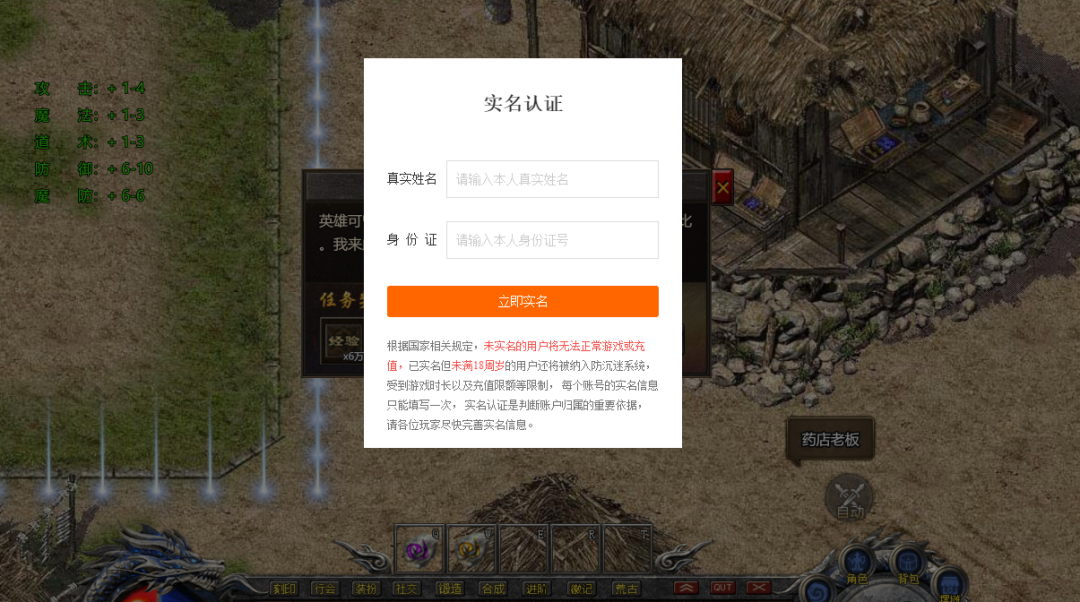 攻 击：+ 1-4
魔 法：+ 1-3
道 术：+ 1-3
防 御：+ 6-10
魔 防：+ 6-6
实名认证
真实姓名 请输入本人真实姓名
身 份 证 请输入本人身份证号
立即实名
根据国家相关规定，未实名的用户将无法正常游戏或充
值，已实名但未满18周岁的用户还将被纳入防沉迷系统，
受到游戏时长以及充值限额等限制，每个账号的实名信息
只能填写一次，实名认证是判断账户归属的重要依据，
请各位玩家尽快完善实名信息。
英雄可
比
。我来
任务
经验
x6万
药店老板
自动
Q
E
R
T
刻印 行会 装扮 社交 锻造 合成 进阶 徽记 荒古
OUT
角色
背包